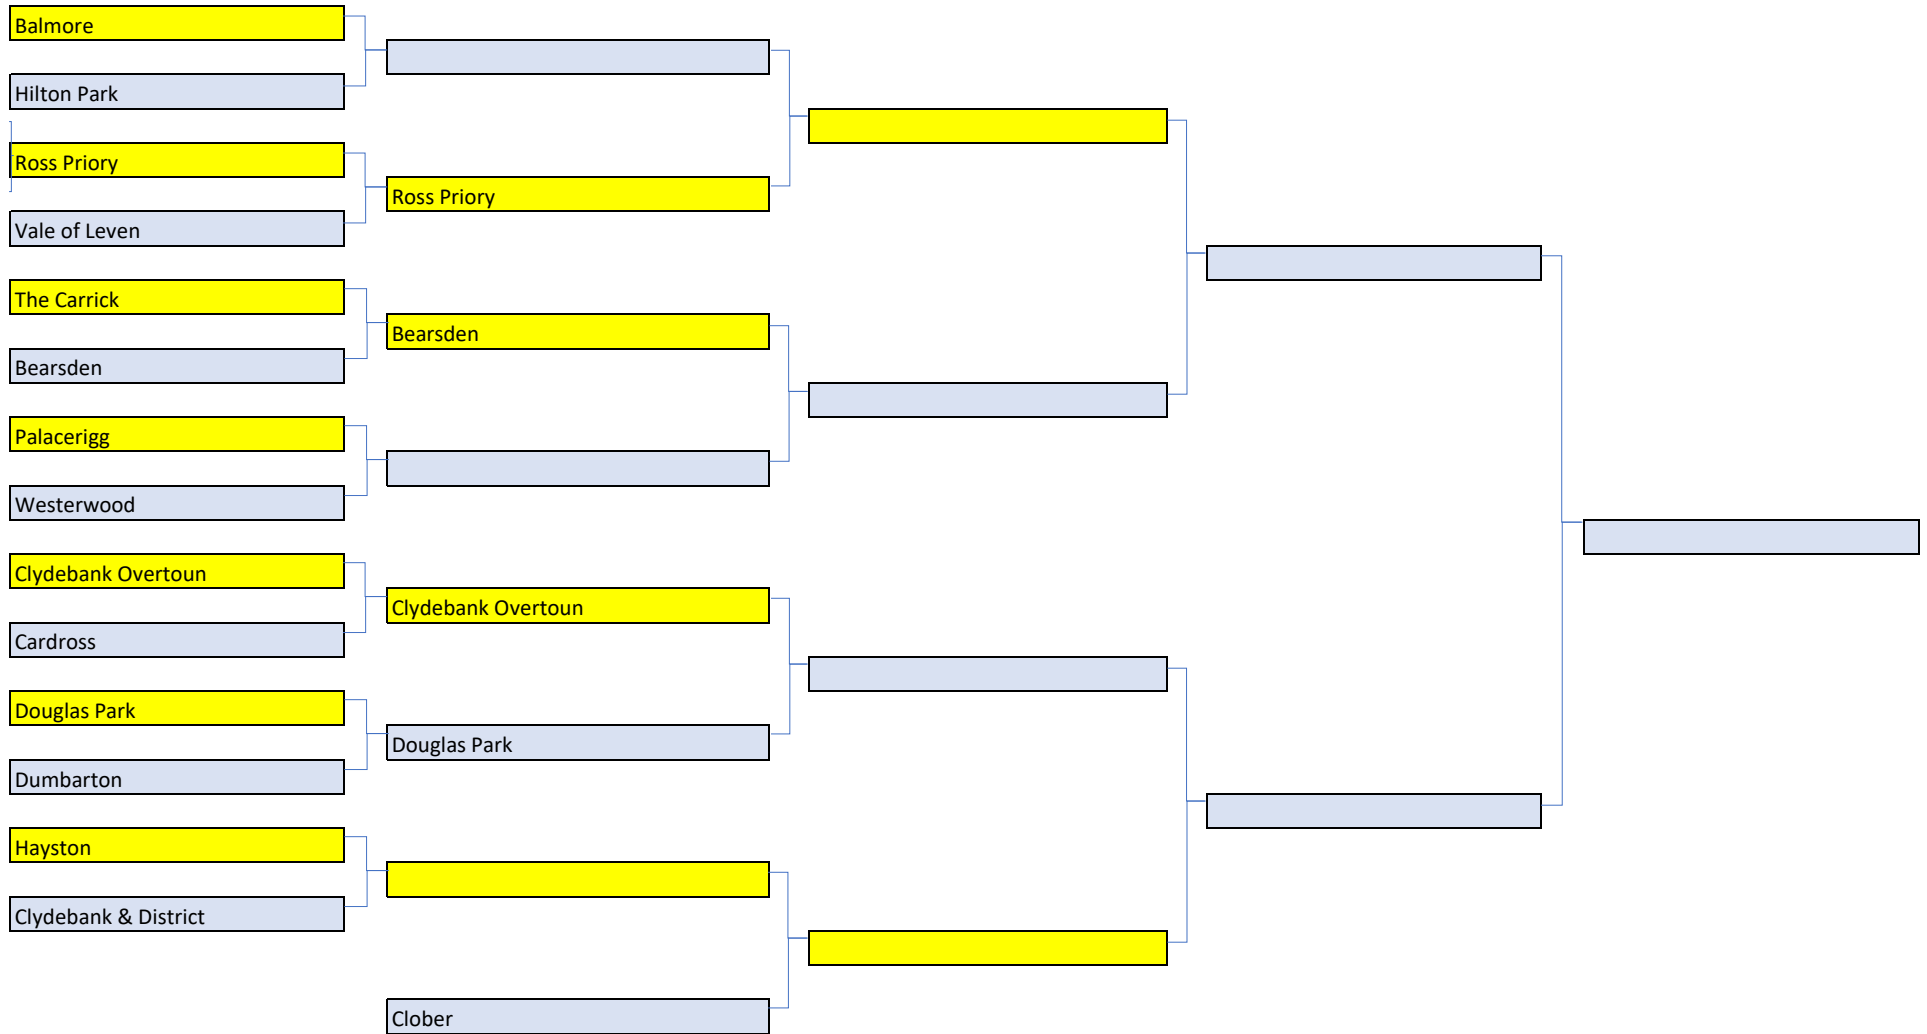 Balmore
Hilton Park
Ross Priory
Ross Priory
Vale of Leven
The Carrick
Bearsden
Bearsden
Palacerigg
Westerwood
Clydebank Overtoun
Clydebank Overtoun
Cardross
Douglas Park
Douglas Park
Dumbarton
Hayston
Clydebank & District
Clober